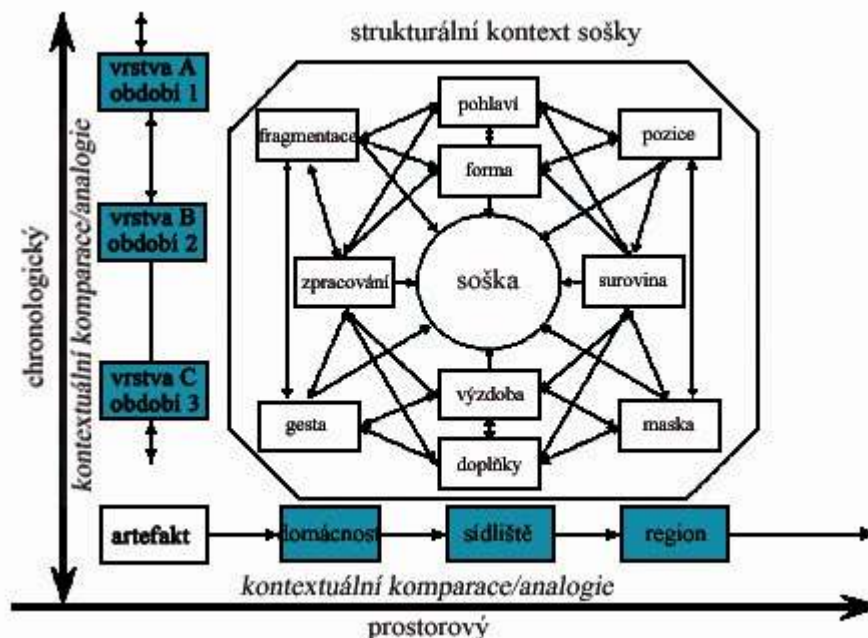 strukturální kontext sošky
vrstva A
období 1
vrstva B
období 2
vrstva C
období 3
chronologický
kontextuální komparace/analogie
pohlaví
fragmentace
pozice
forma
zpracování
soška
surovina
výzdoba
gesta
maska
doplňky
artefakt
domácnost
sídliště
region
kontextuální komparace/analogie
prostorový